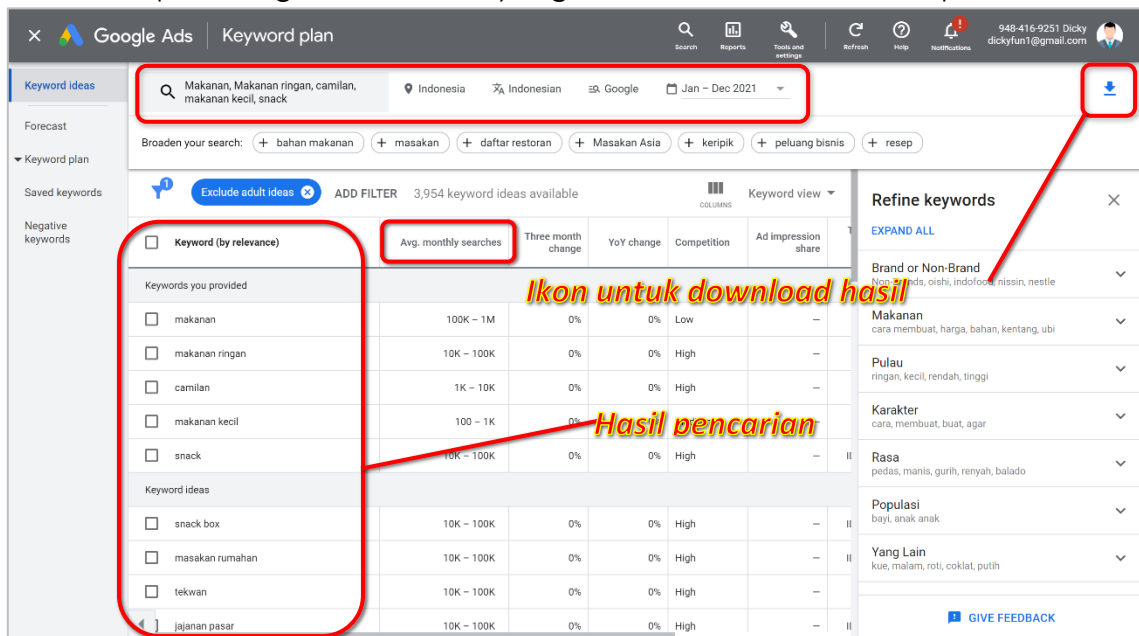 Google Ads Keyword plan
Search
Reports
Tools and settings
Refresh
Help
Notifications
948-416-9251 Dicky
dickyfun1@gmail.com
Keyword ideas
Forecast
Keyword plan
Saved keywords
Negative keywords
Makanan, Makanan ringan, camilan,
makanan kecil, snack
Indonesia
Indonesian
Google
Jan – Dec 2021
Broaden your search: + bahan makanan + masakan + daftar restoran + Masakan Asia + keripik + peluang bisnis + resep
1
Exclude adult ideas
ADD FILTER
3,954 keyword ideas available
COLUMNS
Keyword view
Keyword (by relevance) Avg. monthly searches Three month change YoY change Competition Ad impression share
Keywords you provided
Ikon untuk download hasil
makanan 100K – 1M 0% 0% Low –
makanan ringan 10K – 100K 0% 0% High –
camilan 1K – 10K 0% 0% High –
makanan kecil 100 – 1K 0%
Hasil pencarian
snack 10K – 100K 0% 0% High –
Keyword ideas
snack box 10K – 100K 0% 0% High –
masakan rumahan 10K – 100K 0% 0% High –
tekwan 10K – 100K 0% 0% High –
jajanan pasar 10K – 100K 0% 0% High –
Refine keywords
EXPAND ALL
Brand or Non-Brand
Non-Brands, oishi, indofood, nissin, nestle
Makanan
cara membuat, harga, bahan, kentang, ubi
Pulau
ringan, kecil, rendah, tinggi
Karakter
cara, membuat, buat, agar
Rasa
pedas, manis, gurih, renyah, balado
Populasi
bayi, anak anak
Yang Lain
kue, malam, roti, coklat, putih
GIVE FEEDBACK